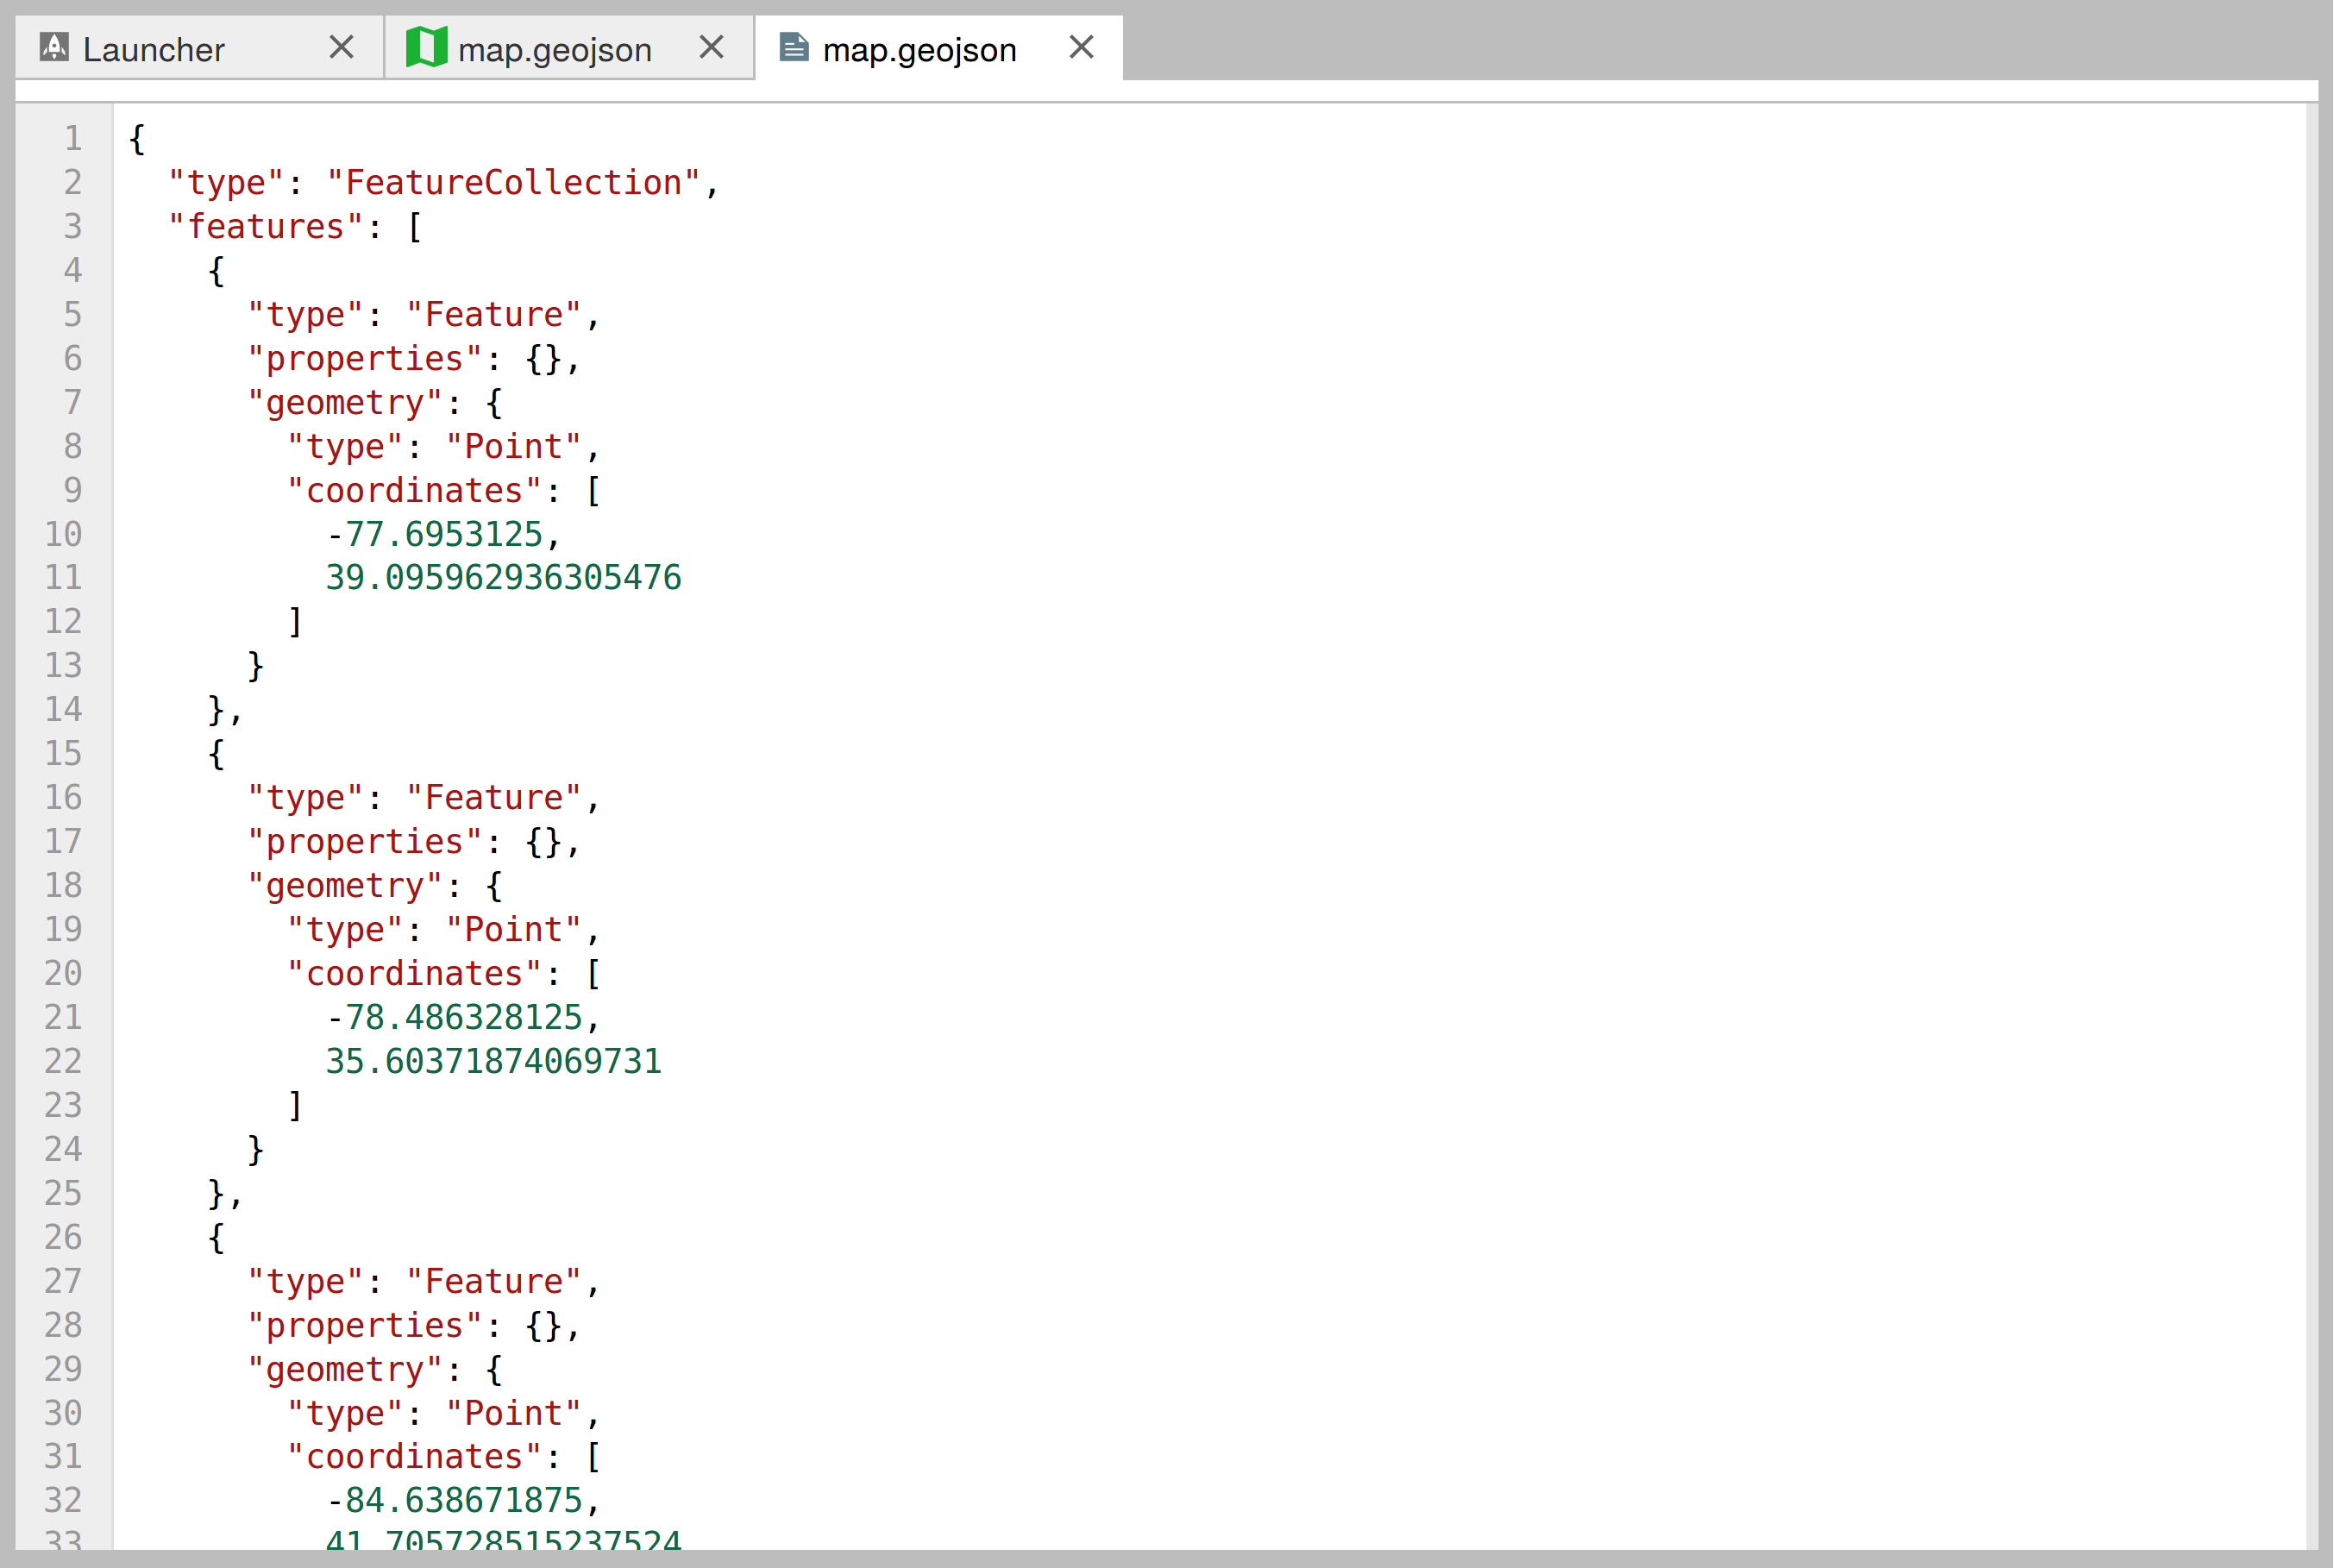 Launcher map.geojson map.geojson
1 {
2   "type": "FeatureCollection",
3   "features": [
4     {
5       "type": "Feature",
6       "properties": {},
7       "geometry": {
8         "type": "Point",
9         "coordinates": [
10           -77.6953125,
11           39.095962936305476
12         ]
13       }
14     },
15     {
16       "type": "Feature",
17       "properties": {},
18       "geometry": {
19         "type": "Point",
20         "coordinates": [
21           -78.486328125,
22           35.60371874069731
23         ]
24       }
25     },
26     {
27       "type": "Feature",
28       "properties": {},
29       "geometry": {
30         "type": "Point",
31         "coordinates": [
32           -84.638671875,
33           41.705728515237524